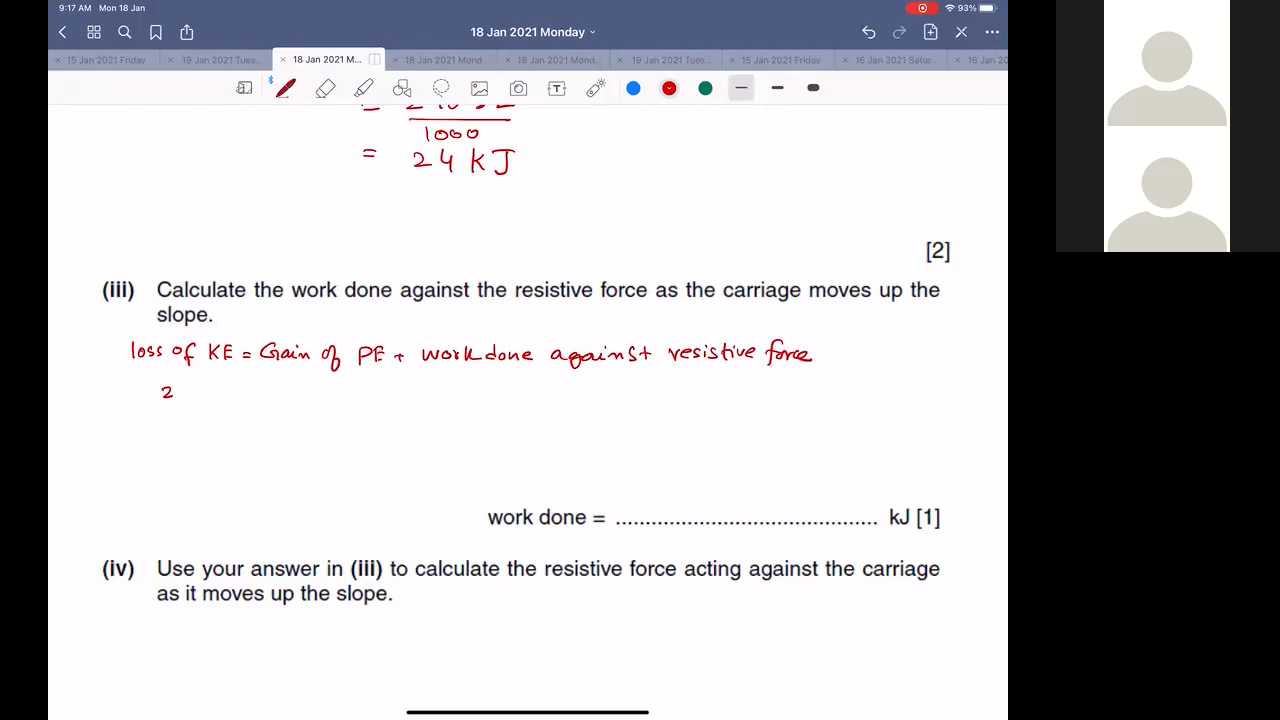 9:17 AM Mon 18 Jan
93%
18 Jan 2021 Monday
15 Jan 2021 Friday
19 Jan 2021 Tues...
18 Jan 2021 M...
18 Jan 2021 Mond...
18 Jan 2021 Mond...
19 Jan 2021 Tues...
15 Jan 2021 Friday
16 Jan 2021 Satur...
16 Jan 20
=
1000
= 24 kJ
[2]
(iii) Calculate the work done against the resistive force as the carriage moves up the
slope.
loss of KE = Gain of PE + workdone against resistive force
2
work done = ............................................ kJ [1]
(iv) Use your answer in (iii) to calculate the resistive force acting against the carriage
as it moves up the slope.